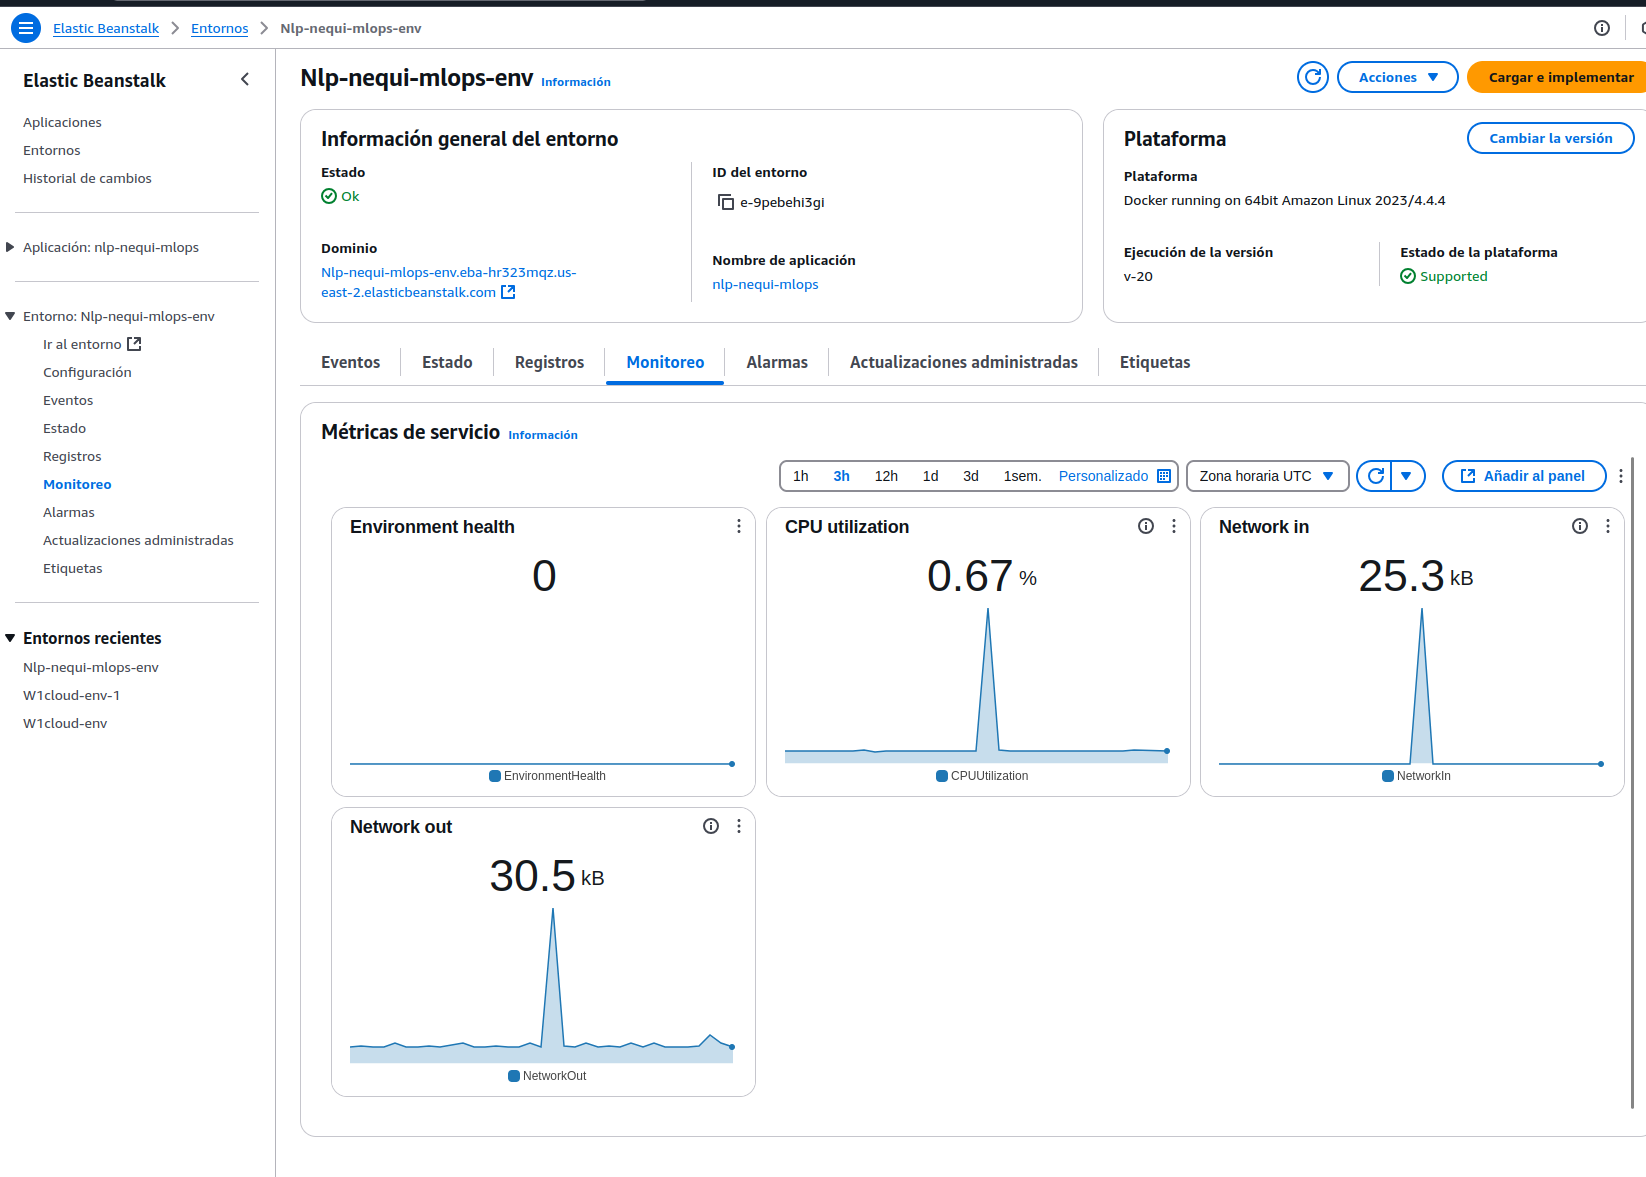 Elastic Beanstalk > Entornos > Nlp-nequi-mlops-env
Elastic Beanstalk
Aplicaciones
Entornos
Historial de cambios
Aplicación: nlp-nequi-mlops
Entorno: Nlp-nequi-mlops-env
Ir al entorno
Configuración
Eventos
Estado
Registros
Monitoreo
Alarmas
Actualizaciones administradas
Etiquetas
Entornos recientes
Nlp-nequi-mlops-env
W1cloud-env-1
W1cloud-env
Nlp-nequi-mlops-env Información
Acciones
Cargar e implementar
Información general del entorno
Estado
Ok
Dominio
Nlp-nequi-mlops-env.eba-hr323mqz.us-
east-2.elasticbeanstalk.com
ID del entorno
e-9pebehi3gi
Nombre de aplicación
nlp-nequi-mlops
Plataforma
Cambiar la versión
Plataforma
Docker running on 64bit Amazon Linux 2023/4.4.4
Ejecución de la versión
v-20
Estado de la plataforma
Supported
Eventos Estado Registros Monitoreo Alarmas Actualizaciones administradas Etiquetas
Métricas de servicio Información
1h 3h 12h 1d 3d 1sem. Personalizado
Zona horaria UTC
Añadir al panel
Environment health
0
EnvironmentHealth
CPU utilization
0.67 %
CPUUtilization
Network in
25.3 kB
NetworkIn
Network out
30.5 kB
NetworkOut